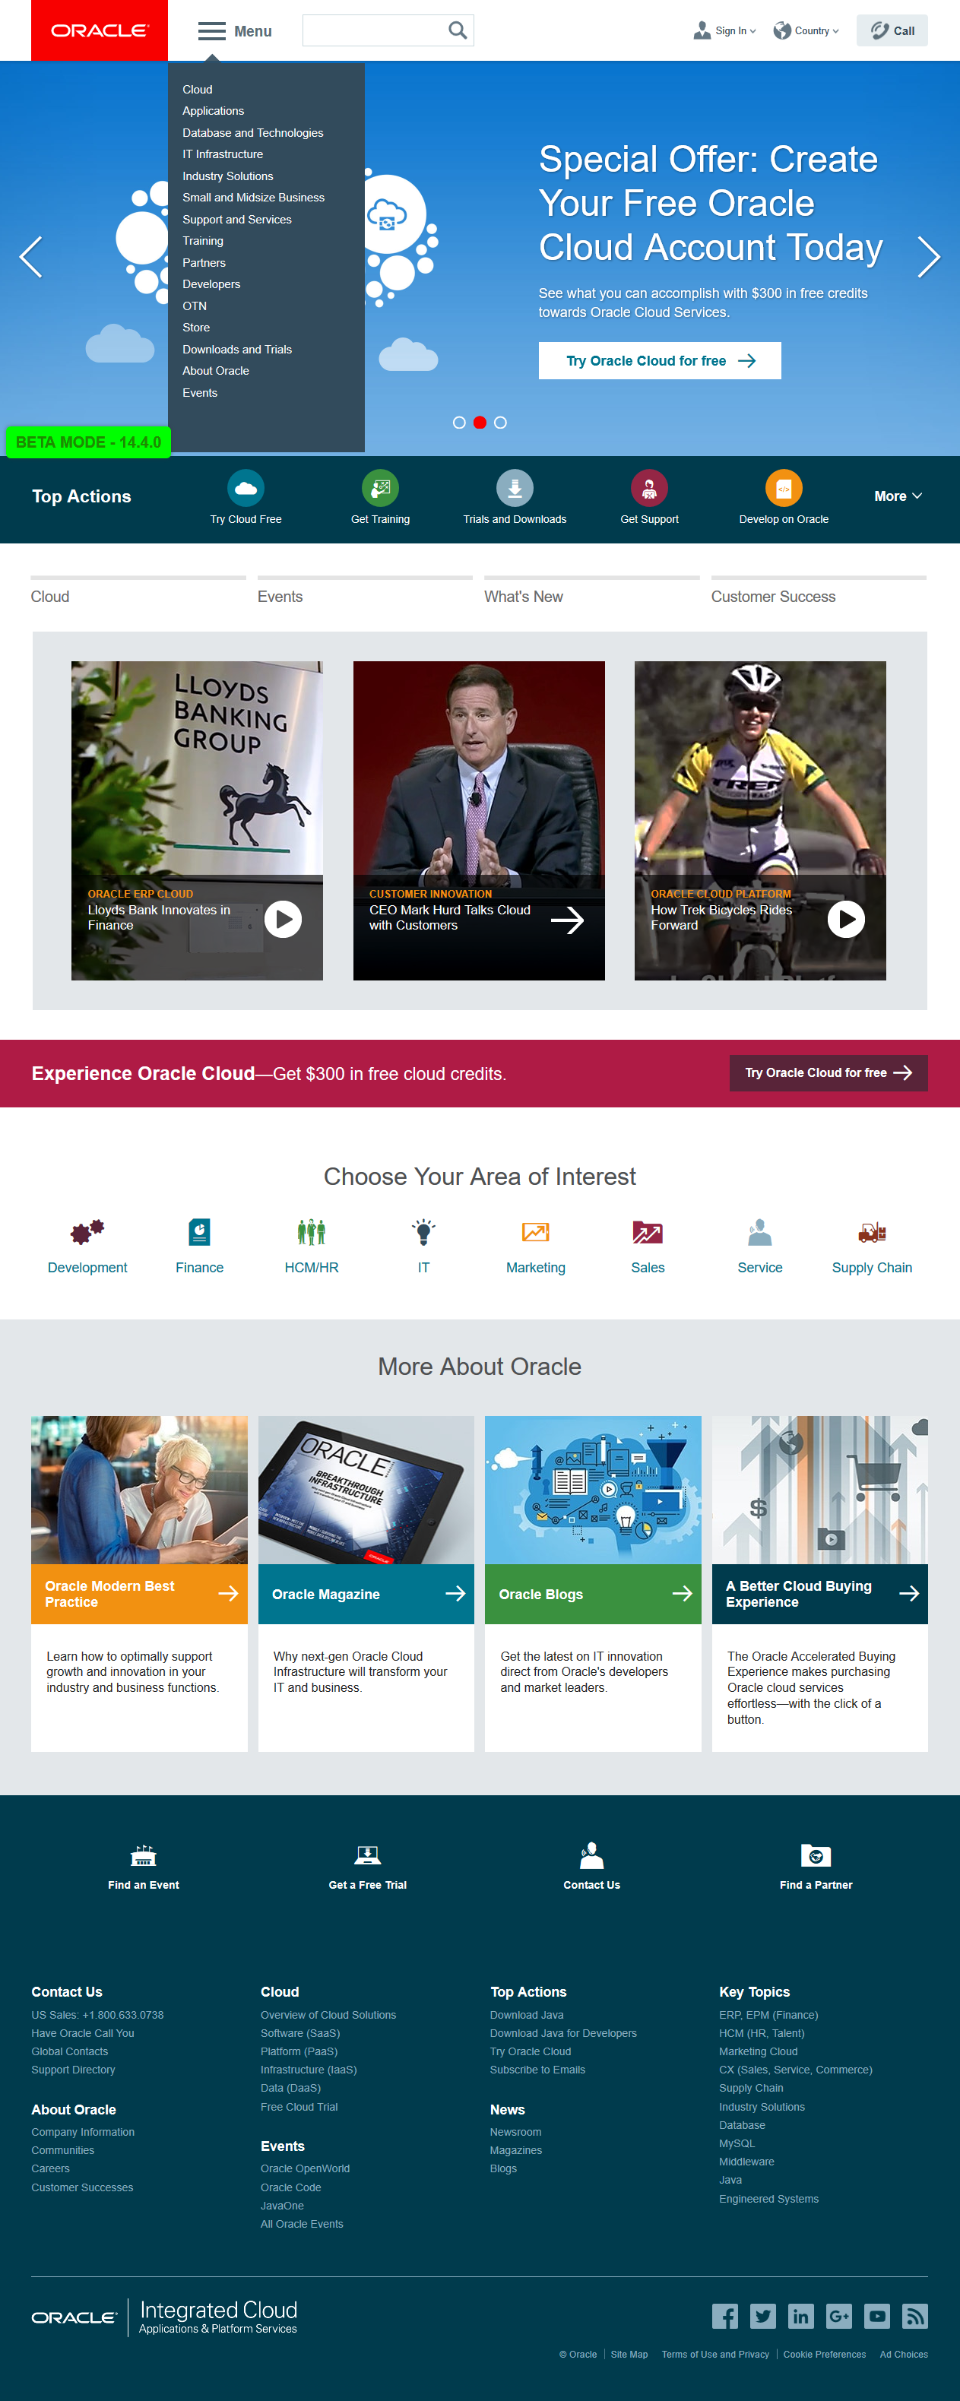 ORACLE
Menu
Sign In
Country
Call
Cloud
Applications
Database and Technologies
IT Infrastructure
Industry Solutions
Small and Midsize Business
Support and Services
Training
Partners
Developers
OTN
Store
Downloads and Trials
About Oracle
Events
Special Offer: Create
Your Free Oracle
Cloud Account Today
See what you can accomplish with $300 in free credits
towards Oracle Cloud Services.
Try Oracle Cloud for free
BETA MODE - 14.4.0
Top Actions
Try Cloud Free
Get Training
Trials and Downloads
Get Support
Develop on Oracle
More
Cloud
Events
What's New
Customer Success
LLOYDS
BANKING
GROUP
ORACLE ERP CLOUD
Lloyds Bank Innovates in
Finance
CUSTOMER INNOVATION
CEO Mark Hurd Talks Cloud
with Customers
TREK
ORACLE CLOUD PLATFORM
How Trek Bicycles Rides
Forward
Experience Oracle Cloud—Get $300 in free cloud credits.
Try Oracle Cloud for free
Choose Your Area of Interest
Development
Finance
HCM/HR
IT
Marketing
Sales
Service
Supply Chain
More About Oracle
ORACLE
BREAKTHROUGH
INFRASTRUCTURE
$
Oracle Modern Best
Practice
Oracle Magazine
Oracle Blogs
A Better Cloud Buying
Experience
Learn how to optimally support
growth and innovation in your
industry and business functions.
Why next-gen Oracle Cloud
Infrastructure will transform your
IT and business.
Get the latest on IT innovation
direct from Oracle's developers
and market leaders.
The Oracle Accelerated Buying
Experience makes purchasing
Oracle cloud services
effortless—with the click of a
button.
Find an Event
Get a Free Trial
Contact Us
Find a Partner
Contact Us
US Sales: +1.800.633.0738
Have Oracle Call You
Global Contacts
Support Directory
About Oracle
Company Information
Communities
Careers
Customer Successes
Cloud
Overview of Cloud Solutions
Software (SaaS)
Platform (PaaS)
Infrastructure (IaaS)
Data (DaaS)
Free Cloud Trial
Events
Oracle OpenWorld
Oracle Code
JavaOne
All Oracle Events
Top Actions
Download Java
Download Java for Developers
Try Oracle Cloud
Subscribe to Emails
News
Newsroom
Magazines
Blogs
Key Topics
ERP, EPM (Finance)
HCM (HR, Talent)
Marketing Cloud
CX (Sales, Service, Commerce)
Supply Chain
Industry Solutions
Database
MySQL
Middleware
Java
Engineered Systems
ORACLE
Integrated Cloud
Applications & Platform Services
© Oracle
Site Map
Terms of Use and Privacy
Cookie Preferences
Ad Choices